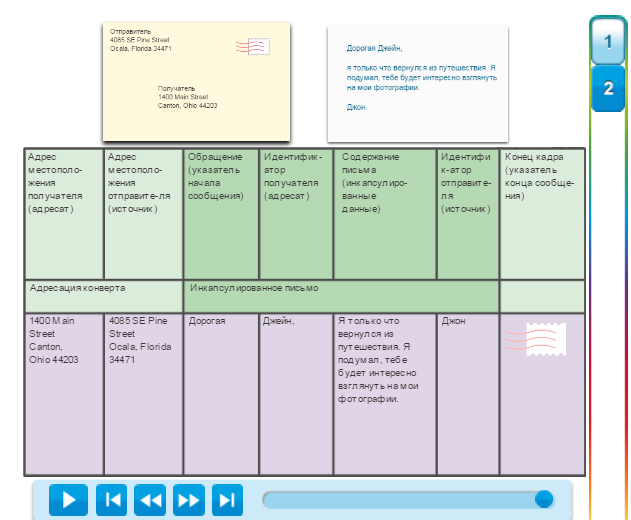 Отправитель
4085 SE Pine Street
Ocala, Florida 34471
Получатель
1400 Main Street
Canton, Ohio 44203
Дорогая Джейн,
я только что вернулся из путешествия. Я
подумал, тебе будет интересно взглянуть
на мои фотографии.
Джон.
1
2
Адрес
местополо-
жения
получателя
(адресат)
Адрес
местополо-
жения
отправите-ля
(источник)
Обращение
(указатель
начала
сообщения)
Идентифик-
атор
получателя
(адресат)
Содержание
письма
(инкапсулиро-
ванные
данные)
Идентифи
к-атор
отправите-
ля
(источник)
Конец кадра
(указатель
конца сообще-
ния)
Адресация конверта
Инкапсулированное письмо
1400 Main
Street
Canton,
Ohio 44203
4085 SE Pine
Street
Ocala, Florida
34471
Дорогая
Джейн,
Я только что
вернулся из
путешествия. Я
подумал, тебе
будет интересно
взглянуть на мои
фотографии.
Джон